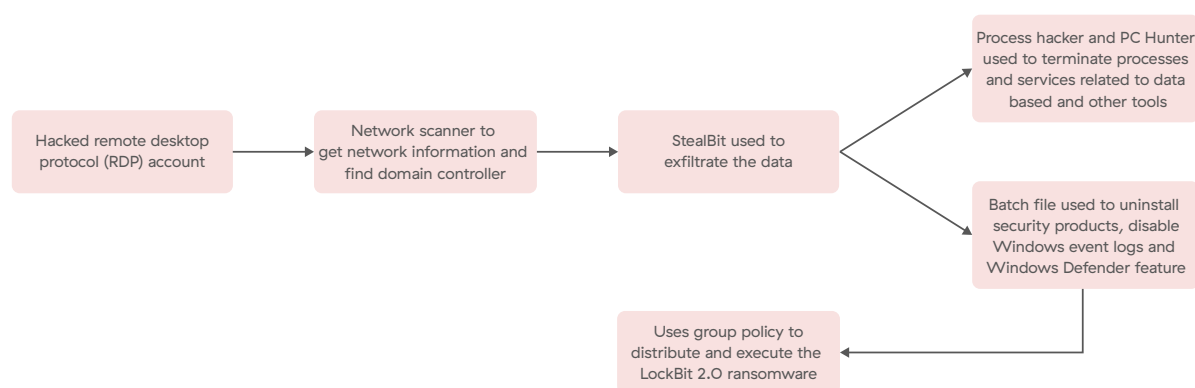 Hacked remote desktop
protocol (RDP) account
Network scanner to
get network information and
find domain controller
StealBit used to
exfiltrate the data
Process hacker and PC Hunter
used to terminate processes
and services related to data
based and other tools
Batch file used to uninstall
security products, disable
Windows event logs and
Windows Defender feature
Uses group policy to
distribute and execute the
LockBit 2.0 ransomware